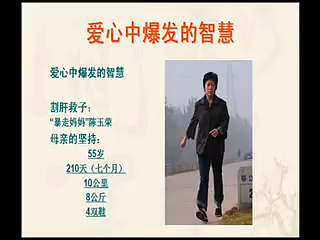 爱心中爆发的智慧
爱心中爆发的智慧
割肝救子：
“暴走妈妈”陈玉荣
母亲的坚持：
55岁
210天（七个月）
10公里
8公斤
4双鞋